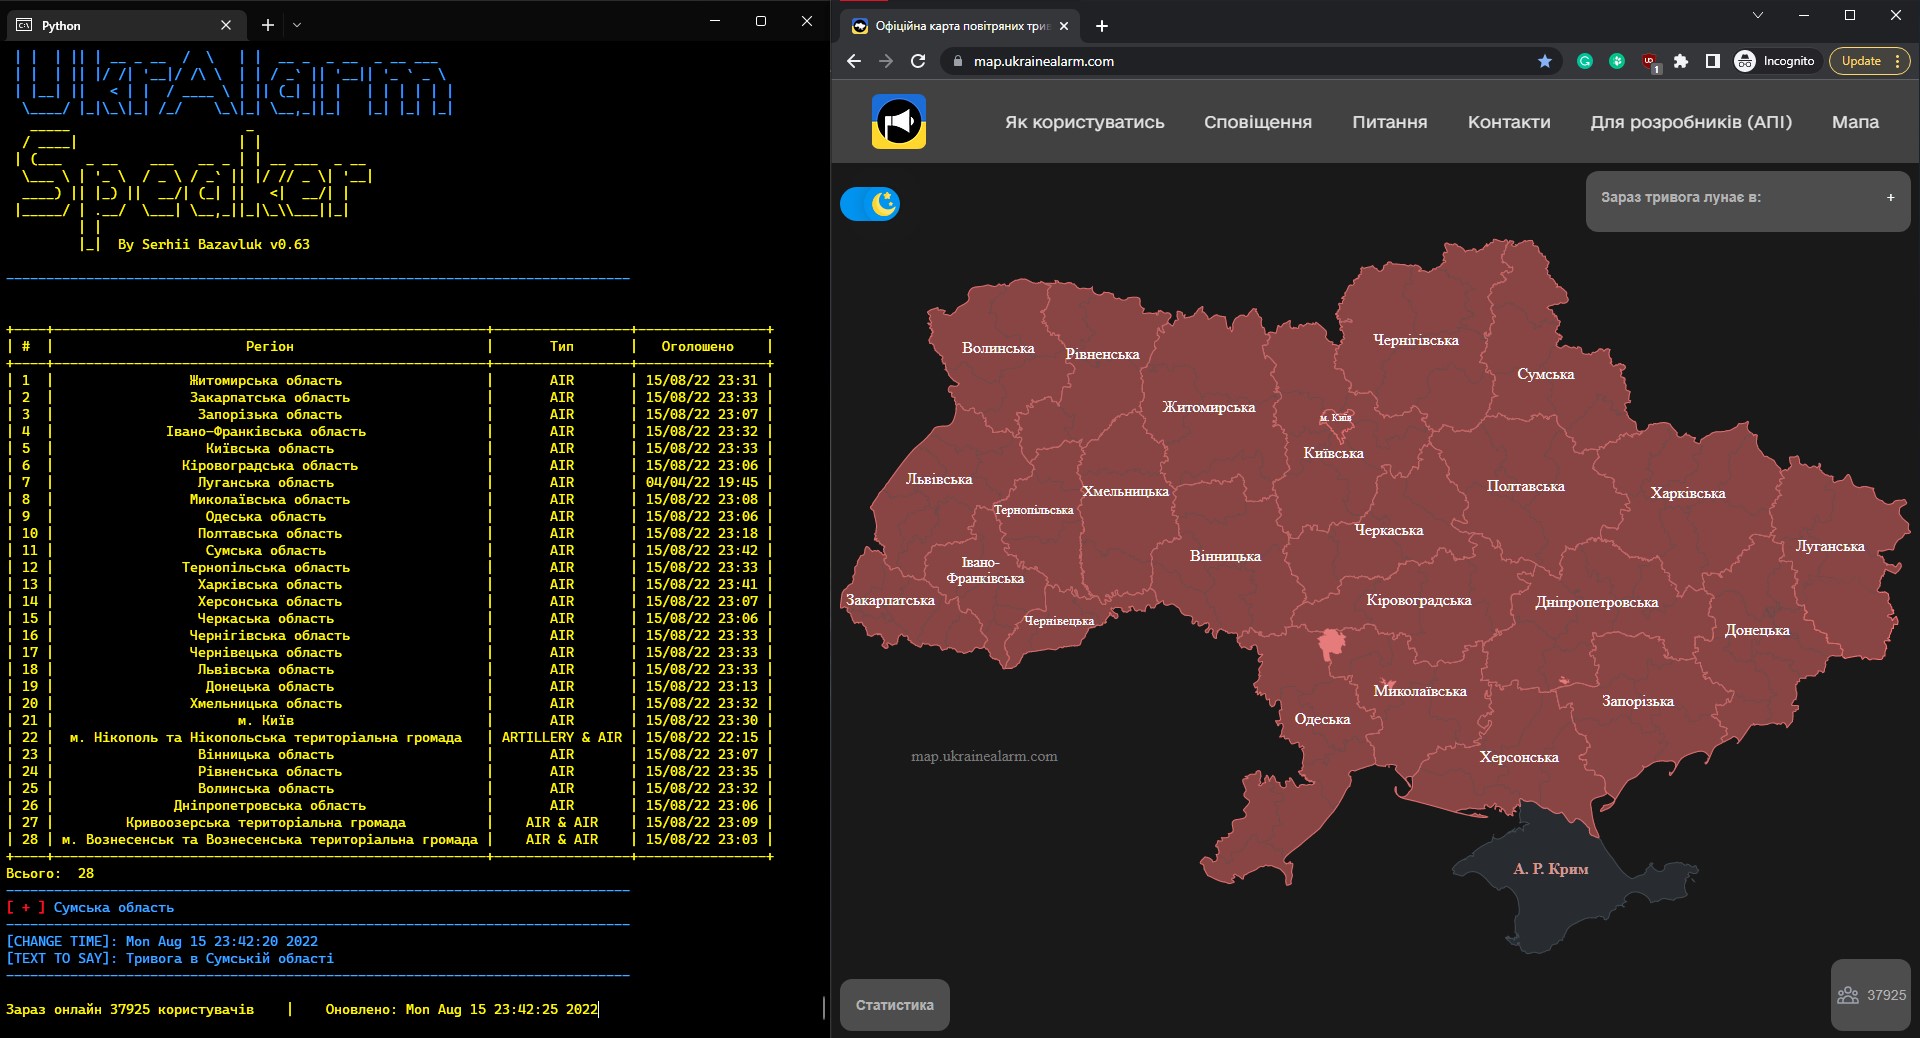 Python
UkrAlarm
Speaker
By Serhii Bazavluk v0.63
# | Регіон | Тип | Оголошено
1 | Житомирська область | AIR | 15/08/22 23:31
2 | Закарпатська область | AIR | 15/08/22 23:33
3 | Запорізька область | AIR | 15/08/22 23:07
4 | Івано-Франківська область | AIR | 15/08/22 23:32
5 | Київська область | AIR | 15/08/22 23:33
6 | Кіровоградська область | AIR | 15/08/22 23:06
7 | Луганська область | AIR | 04/04/22 19:45
8 | Миколаївська область | AIR | 15/08/22 23:08
9 | Одеська область | AIR | 15/08/22 23:06
10 | Полтавська область | AIR | 15/08/22 23:18
11 | Сумська область | AIR | 15/08/22 23:42
12 | Тернопільська область | AIR | 15/08/22 23:33
13 | Харківська область | AIR | 15/08/22 23:41
14 | Херсонська область | AIR | 15/08/22 23:07
15 | Черкаська область | AIR | 15/08/22 23:06
16 | Чернігівська область | AIR | 15/08/22 23:33
17 | Чернівецька область | AIR | 15/08/22 23:33
18 | Львівська область | AIR | 15/08/22 23:33
19 | Донецька область | AIR | 15/08/22 23:13
20 | Хмельницька область | AIR | 15/08/22 23:32
21 | м. Київ | AIR | 15/08/22 23:30
22 | м. Нікополь та Нікопольська територіальна громада | ARTILLERY & AIR | 15/08/22 22:15
23 | Вінницька область | AIR | 15/08/22 23:07
24 | Рівненська область | AIR | 15/08/22 23:35
25 | Волинська область | AIR | 15/08/22 23:32
26 | Дніпропетровська область | AIR | 15/08/22 23:06
27 | Кривоозерська територіальна громада | AIR & AIR | 15/08/22 23:09
28 | м. Вознесенськ та Вознесенська територіальна громада | AIR & AIR | 15/08/22 23:03
Всього: 28
[ + ] Сумська область
[CHANGE TIME]: Mon Aug 15 23:42:20 2022
[TEXT TO SAY]: Тривога в Сумській області
Зараз онлайн 37925 користувачів | Оновлено: Mon Aug 15 23:42:25 2022
Офіційна карта повітряних трив
map.ukrainealarm.com
1
Incognito
Update
Як користуватись
Сповіщення
Питання
Контакти
Для розробників (АПІ)
Мапа
Зараз тривога лунає в: +
Волинська
Рівненська
Житомирська
Чернігівська
Сумська
м. Київ
Київська
Львівська
Тернопільська
Хмельницька
Полтавська
Харківська
Черкаська
Вінницька
Луганська
Івано-
Франківська
Закарпатська
Чернівецька
Кіровоградська
Дніпропетровська
Донецька
Миколаївська
Запорізька
Одеська
Херсонська
map.ukrainealarm.com
А. Р. Крим
Статистика
37925